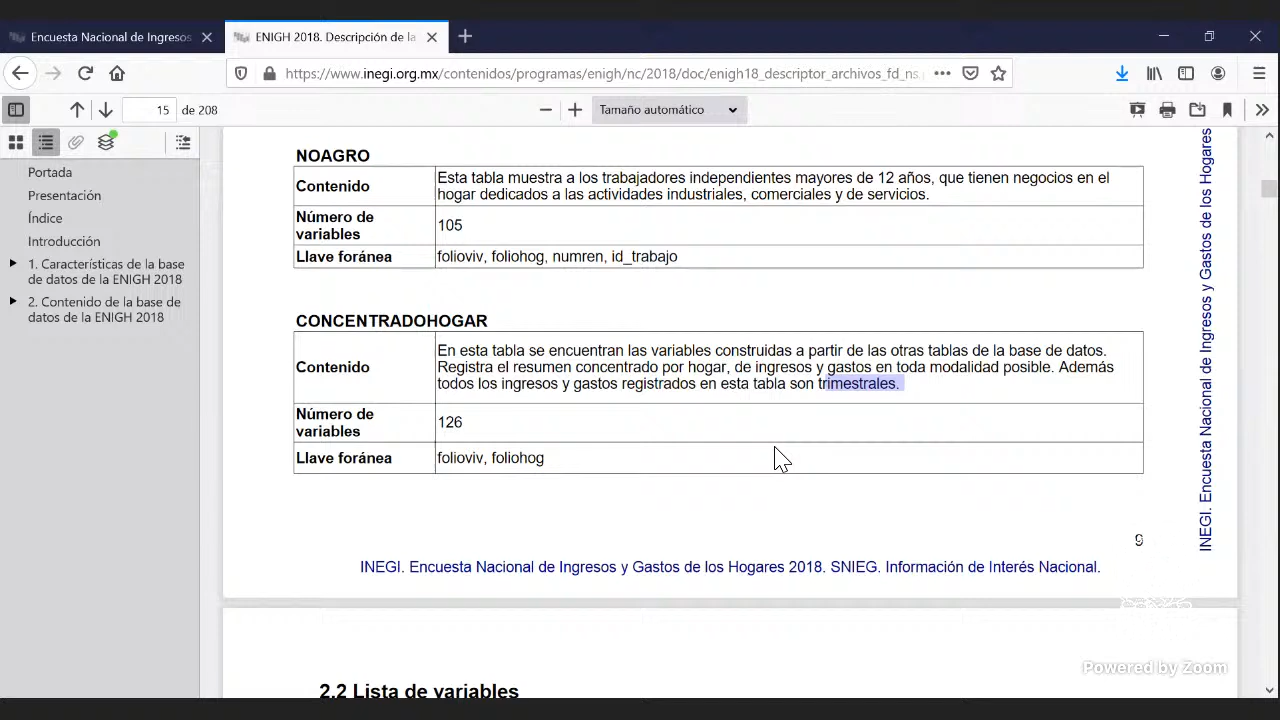 Encuesta Nacional de Ingresos
ENIGH 2018. Descripción de la
https://www.inegi.org.mx/contenidos/programas/enigh/nc/2018/doc/enigh18_descriptor_archivos_fd_ns.
15 de 208
Tamaño automático
Portada
Presentación
Índice
Introducción
1. Características de la base
de datos de la ENIGH 2018
2. Contenido de la base de
datos de la ENIGH 2018
NOAGRO
Contenido
Esta tabla muestra a los trabajadores independientes mayores de 12 años, que tienen negocios en el
hogar dedicados a las actividades industriales, comerciales y de servicios.
Número de
variables
105
Llave foránea
folioviv, foliohog, numren, id_trabajo
CONCENTRADOHOGAR
Contenido
En esta tabla se encuentran las variables construidas a partir de las otras tablas de la base de datos.
Registra el resumen concentrado por hogar, de ingresos y gastos en toda modalidad posible. Además
todos los ingresos y gastos registrados en esta tabla son trimestrales.
Número de
variables
126
Llave foránea
folioviv, foliohog
9
INEGI. Encuesta Nacional de Ingresos y Gastos de los Hogares 2018. SNIEG. Información de Interés Nacional.
INEGI. Encuesta Nacional de Ingresos y Gastos de los Hogares
2.2 Lista de variables
Powered by Zoom